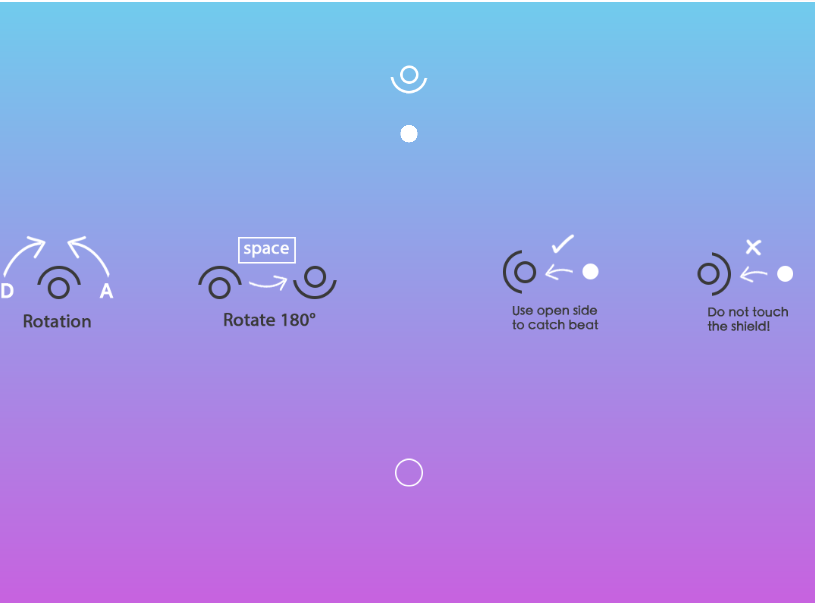 space
D
A
Rotation
Rotate 180°
Use open side
to catch beat
Do not touch
the shield!